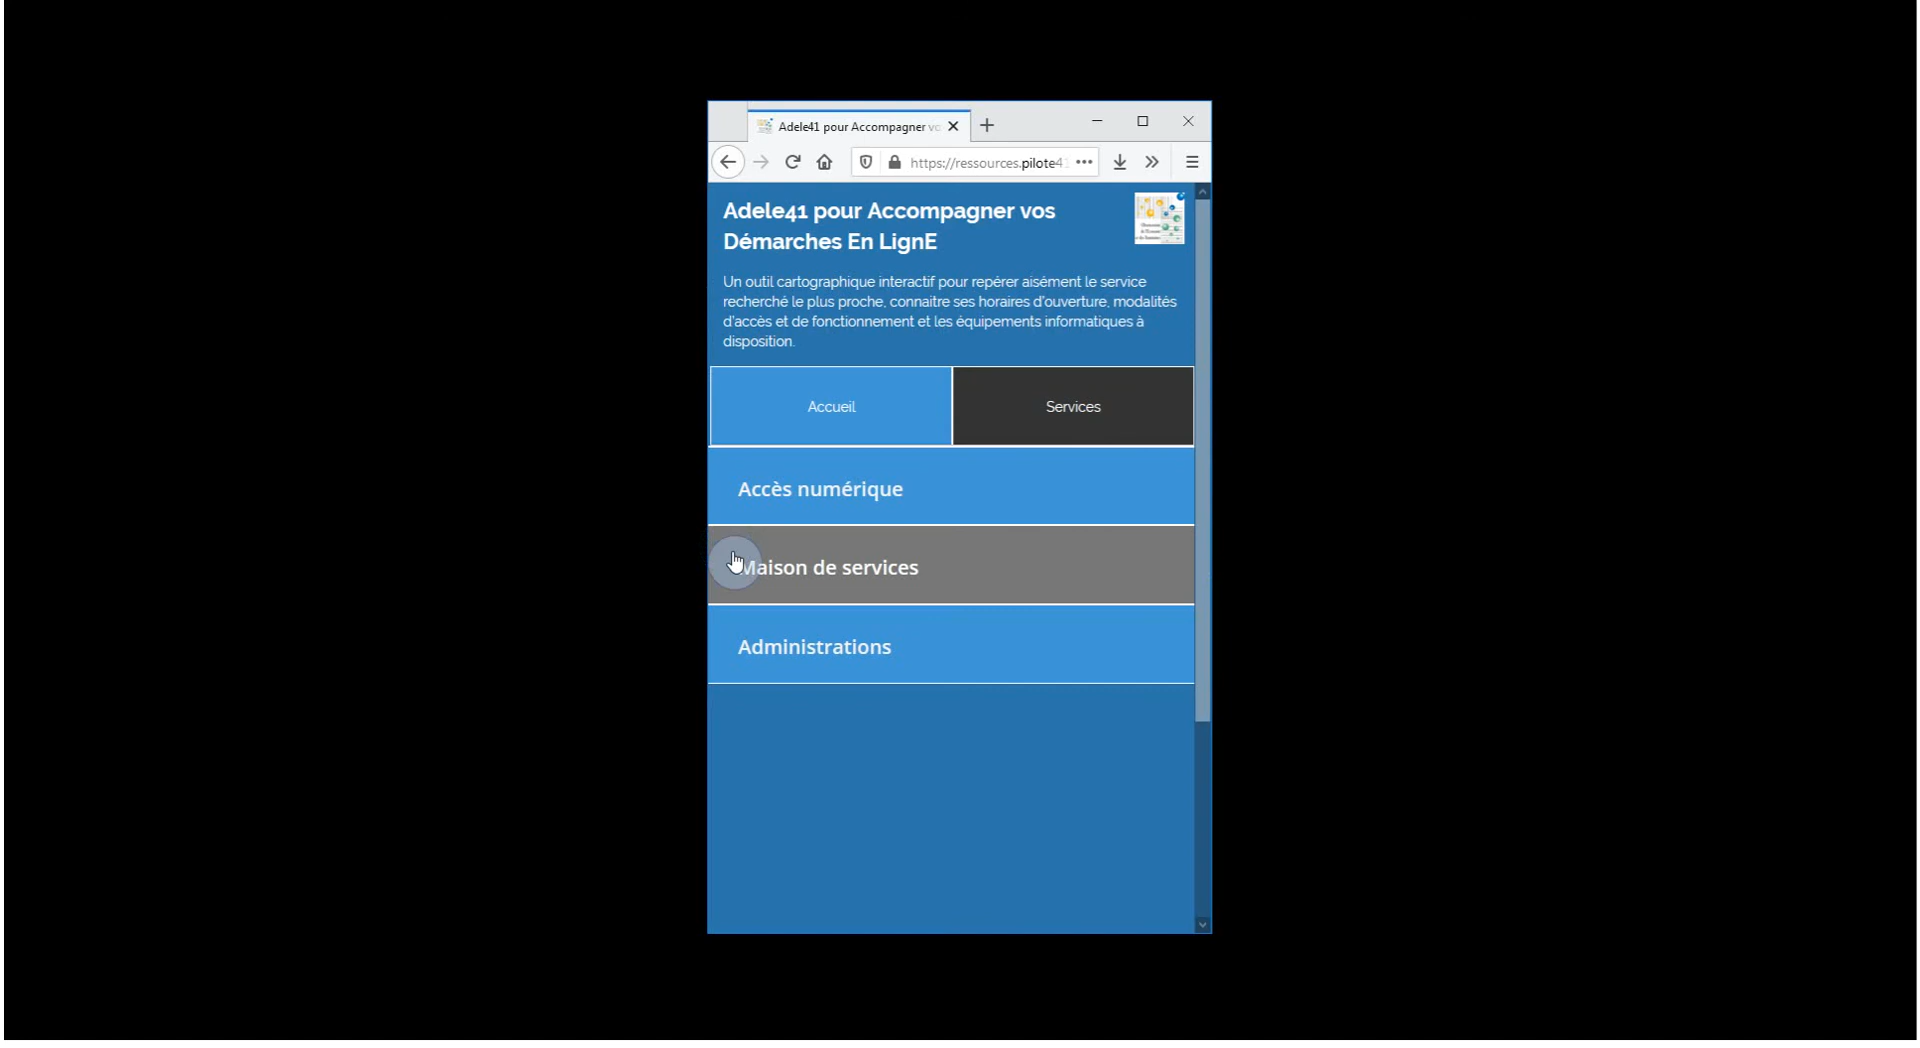 Adele41 pour Accompagner vo
https://ressources.pilote41
Adele41 pour Accompagner vos
Démarches En LignE
Un outil cartographique interactif pour repérer aisément le service
recherché le plus proche, connaitre ses horaires d'ouverture, modalités
d'accès et de fonctionnement et les équipements informatiques à
disposition.
Accueil
Services
Accès numérique
Maison de services
Administrations